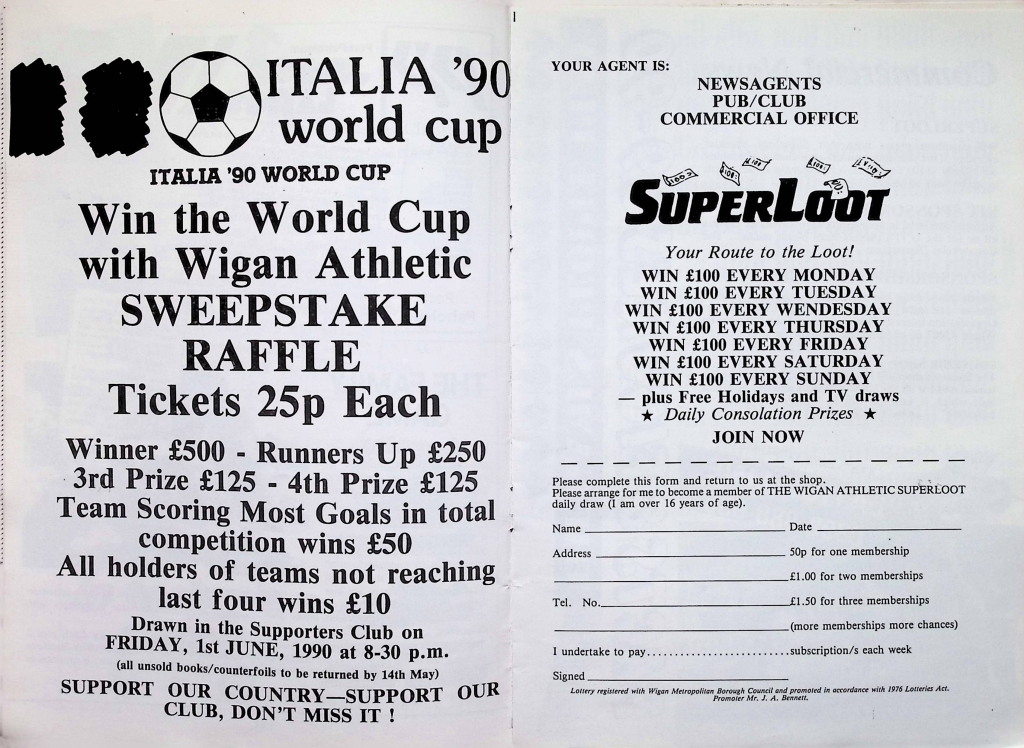 ITALIA '90
world cup
ITALIA '90 WORLD CUP
Win the World Cup
with Wigan Athletic
SWEEPSTAKE
RAFFLE
Tickets 25p Each
Winner £500 - Runners Up £250
3rd Prize £125 - 4th Prize £125
Team Scoring Most Goals in total
competition wins £50
All holders of teams not reaching
last four wins £10
Drawn in the Supporters Club on
FRIDAY, 1st JUNE, 1990 at 8-30 p.m.
(all unsold books/counterfoils to be returned by 14th May)
SUPPORT OUR COUNTRY—SUPPORT OUR
CLUB, DON'T MISS IT !
YOUR AGENT IS:
NEWSAGENTS
PUB/CLUB
COMMERCIAL OFFICE
SUPERLOOT
Your Route to the Loot!
WIN £100 EVERY MONDAY
WIN £100 EVERY TUESDAY
WIN £100 EVERY WENDESDAY
WIN £100 EVERY THURSDAY
WIN £100 EVERY FRIDAY
WIN £100 EVERY SATURDAY
WIN £100 EVERY SUNDAY
— plus Free Holidays and TV draws
★ Daily Consolation Prizes ★
JOIN NOW
Please complete this form and return to us at the shop.
Please arrange for me to become a member of THE WIGAN ATHLETIC SUPERLOOT
daily draw (I am over 16 years of age).
Name Date
Address 50p for one membership
£1.00 for two memberships
Tel. No. £1.50 for three memberships
(more memberships more chances)
I undertake to pay..........................subscription/s each week
Signed
Lottery registered with Wigan Metropolitan Borough Council and promoted in accordance with 1976 Lotteries Act.
Promoter Mr. J. A. Bennett.